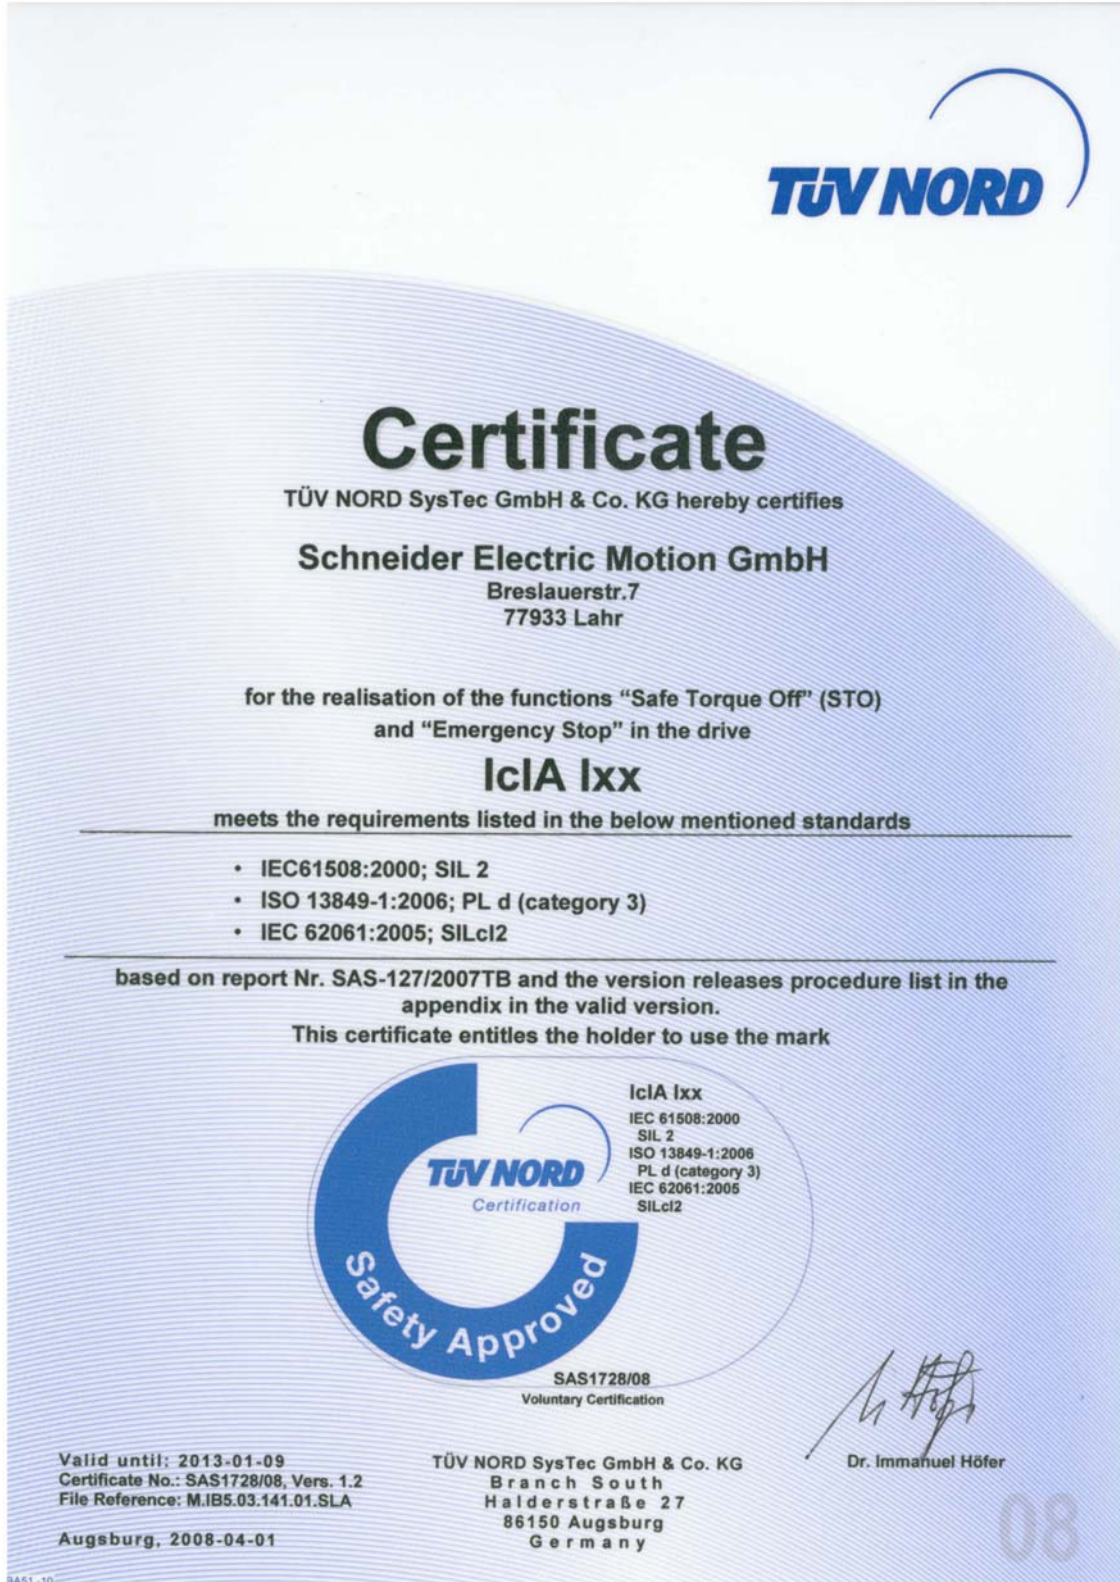 TÜV NORD
Certificate
TÜV NORD SysTec GmbH & Co. KG hereby certifies
Schneider Electric Motion GmbH
Breslauerstr.7
77933 Lahr
for the realisation of the functions “Safe Torque Off” (STO)
and “Emergency Stop” in the drive
IclA Ixx
meets the requirements listed in the below mentioned standards
• IEC61508:2000; SIL 2
• ISO 13849-1:2006; PL d (category 3)
• IEC 62061:2005; SILcl2
based on report Nr. SAS-127/2007TB and the version releases procedure list in the
appendix in the valid version.
This certificate entitles the holder to use the mark
TÜV NORD
Certification
Safety Approved
IclA Ixx
IEC 61508:2000
SIL 2
ISO 13849-1:2006
PL d (category 3)
IEC 62061:2005
SILcl2
SAS1728/08
Voluntary Certification
Valid until: 2013-01-09
Certificate No.: SAS1728/08, Vers. 1.2
File Reference: M.IB5.03.141.01.SLA
Augsburg, 2008-04-01
TÜV NORD SysTec GmbH & Co. KG
Branch South
Halderstraße 27
86150 Augsburg
Germany
Dr. Immanuel Höfer
08